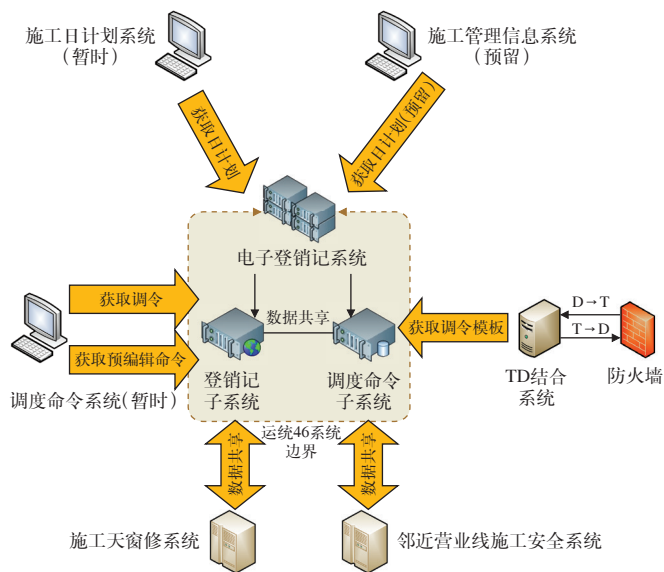 施工日计划系统
(暂时)
施工管理信息系统
(预留)
获取日计划
获取日计划(预留)
电子登销记系统
获取调令
数据共享
获取预编辑命令
获取调令模板
D→T
T→D
登销记
子系统
调度命令
子系统
TD结合
系统
防火墙
调度命令系统(暂时)
运统46系统
边界
数据共享
数据共享
施工天窗修系统
邻近营业线施工安全系统